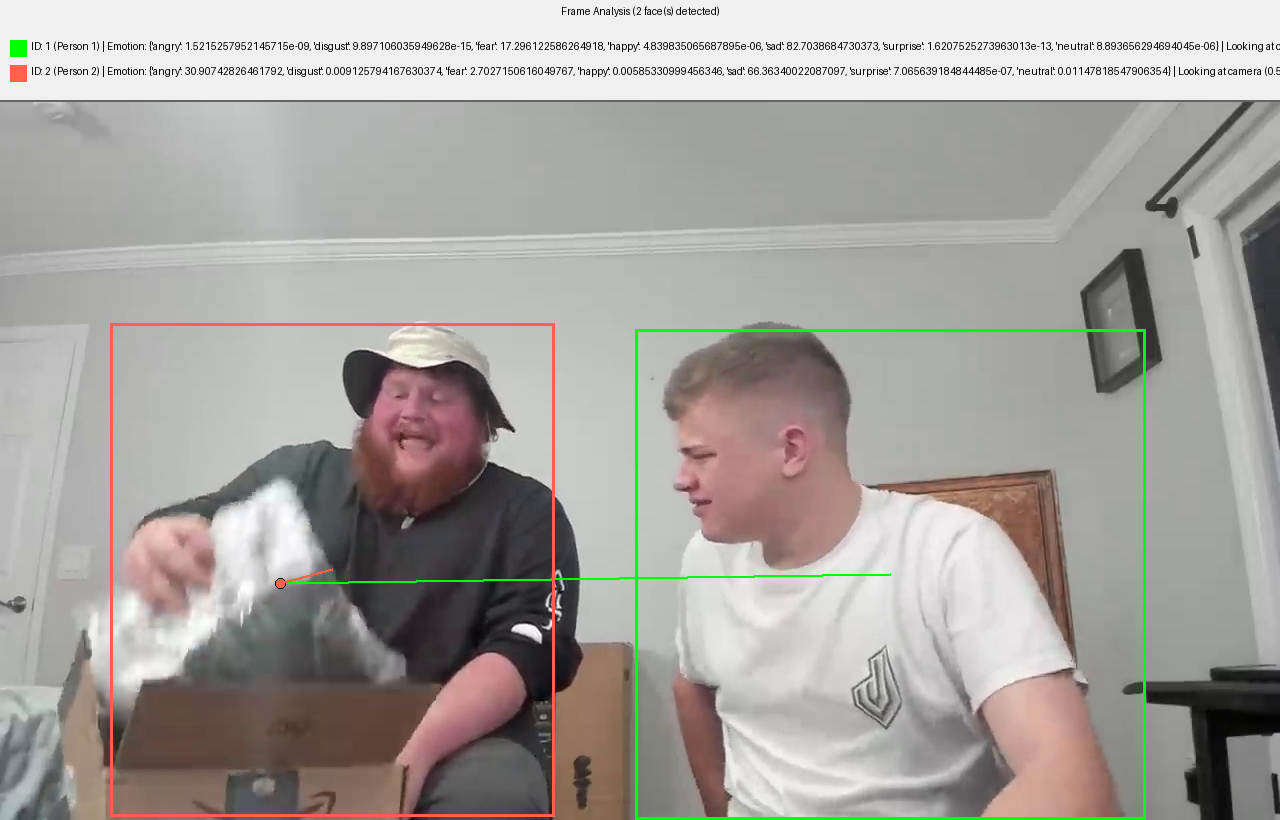 Frame Analysis (2 face(s) detected)
ID: 1 (Person 1) | Emotion: {'angry': 1.5215257952145715e-09, 'disgust': 9.897106035949628e-15, 'fear': 17.296122586264918, 'happy': 4.839835065687895e-06, 'sad': 82.7038684730373, 'surprise': 1.6207525273963013e-13, 'neutral': 8.893656294694045e-06} | Looking at c
ID: 2 (Person 2) | Emotion: {'angry': 30.90742826461792, 'disgust': 0.009125794167630374, 'fear': 2.7027150616049767, 'happy': 0.00585330999456346, 'sad': 66.36340022087097, 'surprise': 7.065639184844485e-07, 'neutral': 0.01147818547906354} | Looking at camera (0.5